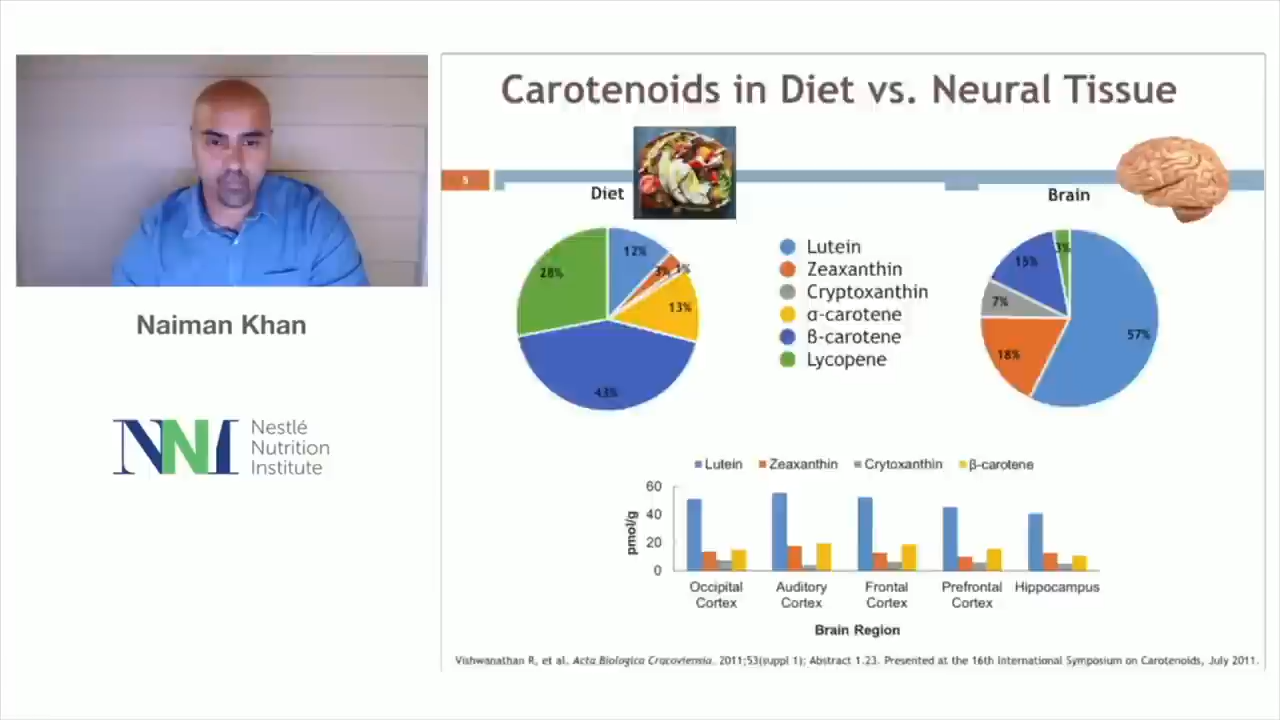 Carotenoids in Diet vs. Neural Tissue
5
Diet
Brain
12%
3%
1%
13%
43%
28%
Lutein
Zeaxanthin
Cryptoxanthin
α-carotene
β-carotene
Lycopene
3%
15%
7%
18%
57%
Naiman Khan
NNI
Nestlé
Nutrition
Institute
Lutein Zeaxanthin Crytoxanthin β-carotene
60
40
20
0
pmol/g
Occipital Cortex
Auditory Cortex
Frontal Cortex
Prefrontal Cortex
Hippocampus
Brain Region
Vishwanathan R, et al. Acta Biologica Cracoviensia. 2011;53(suppl 1); Abstract 1.23. Presented at the 16th International Symposium on Carotenoids, July 2011.